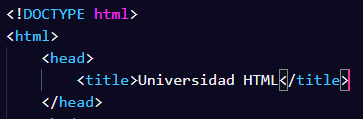 <!DOCTYPE html>
<html>
<head>
<title>Universidad HTML</title>
</head>